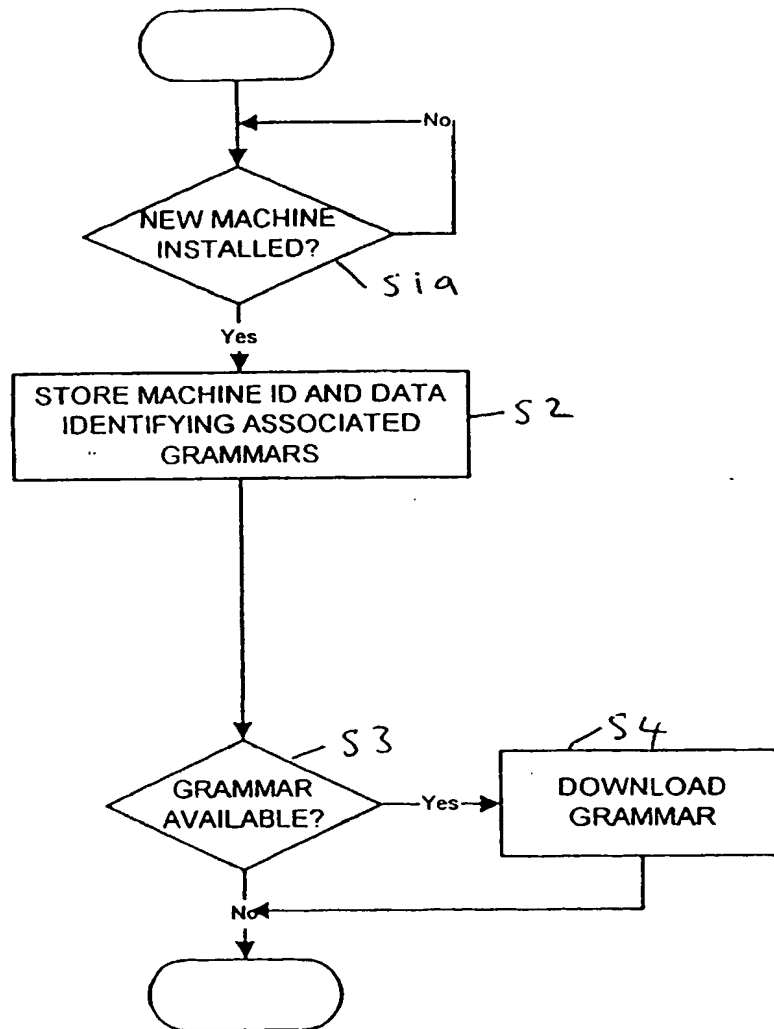 No
NEW MACHINE
INSTALLED?
S1a
Yes
STORE MACHINE ID AND DATA
IDENTIFYING ASSOCIATED
GRAMMARS
S2
S3
S4
GRAMMAR
AVAILABLE?
Yes
DOWNLOAD
GRAMMAR
No